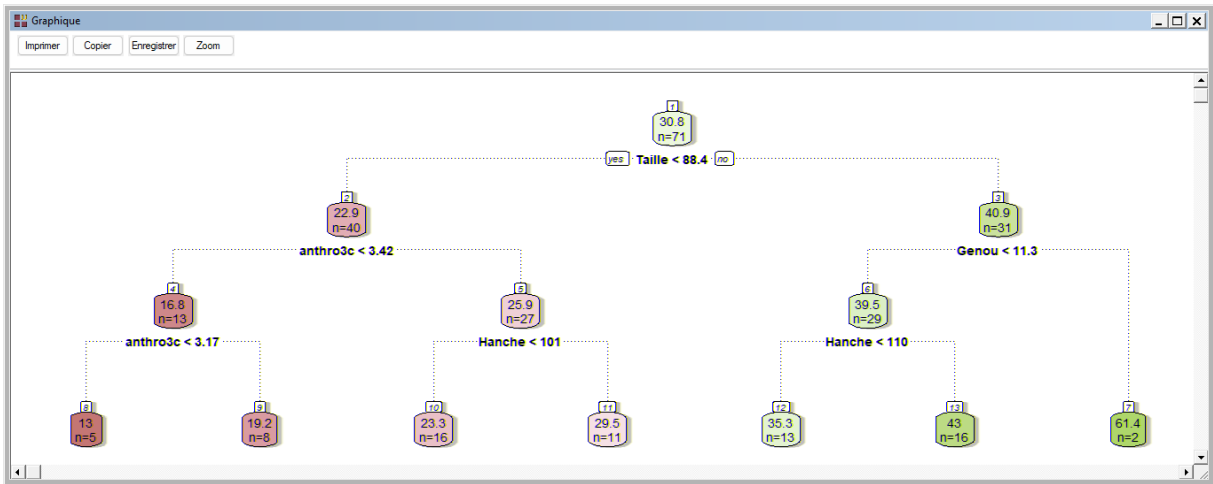 Graphique
Imprimer Copier Enregistrer Zoom
1
30.8
n=71
yes Taille < 88.4 no
2
22.9
n=40
3
40.9
n=31
anthro3c < 3.42
Genou < 11.3
4
16.8
n=13
5
25.9
n=27
6
39.5
n=29
anthro3c < 3.17
Hanche < 101
Hanche < 110
8
13
n=5
9
19.2
n=8
10
23.3
n=16
11
29.5
n=11
12
35.3
n=13
13
43
n=16
7
61.4
n=2